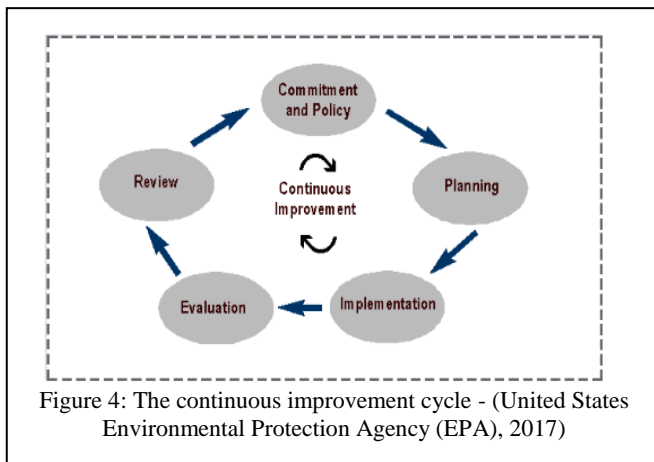 Commitment
and Policy
Review
Continuous
Improvement
Planning
Evaluation
Implementation
Figure 4: The continuous improvement cycle - (United States
Environmental Protection Agency (EPA), 2017)